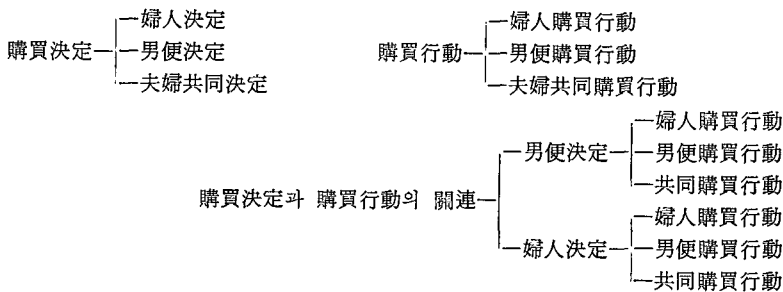 婦人決定
購買決定 男便決定
夫婦共同決定
婦人購買行動
購買行動 男便購買行動
夫婦共同購買行動
購買決定과 購買行動의 關連
男便決定
婦人購買行動
男便購買行動
共同購買行動
婦人決定
婦人購買行動
男便購買行動
共同購買行動